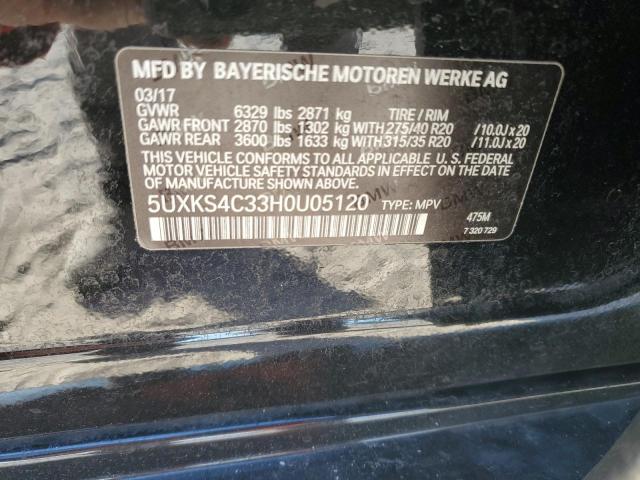 MFD BY BAYERISCHE MOTOREN WERKE AG
03/17
GVWR 6329 lbs 2871 kg TIRE / RIM
GAWR FRONT 2870 lbs 1302 kg WITH 275/40 R20 /10.0J x 20
GAWR REAR 3600 lbs 1633 kg WITH 315/35 R20 /11.0J x 20
THIS VEHICLE CONFORMS TO ALL APPLICABLE U. S. FEDERAL
MOTOR VEHICLE SAFETY STANDARDS IN EFFECT ON THE DATE
OF MANUFACTURE.
5UXKS4C33H0U05120 TYPE: MPV
475M
7 320 729